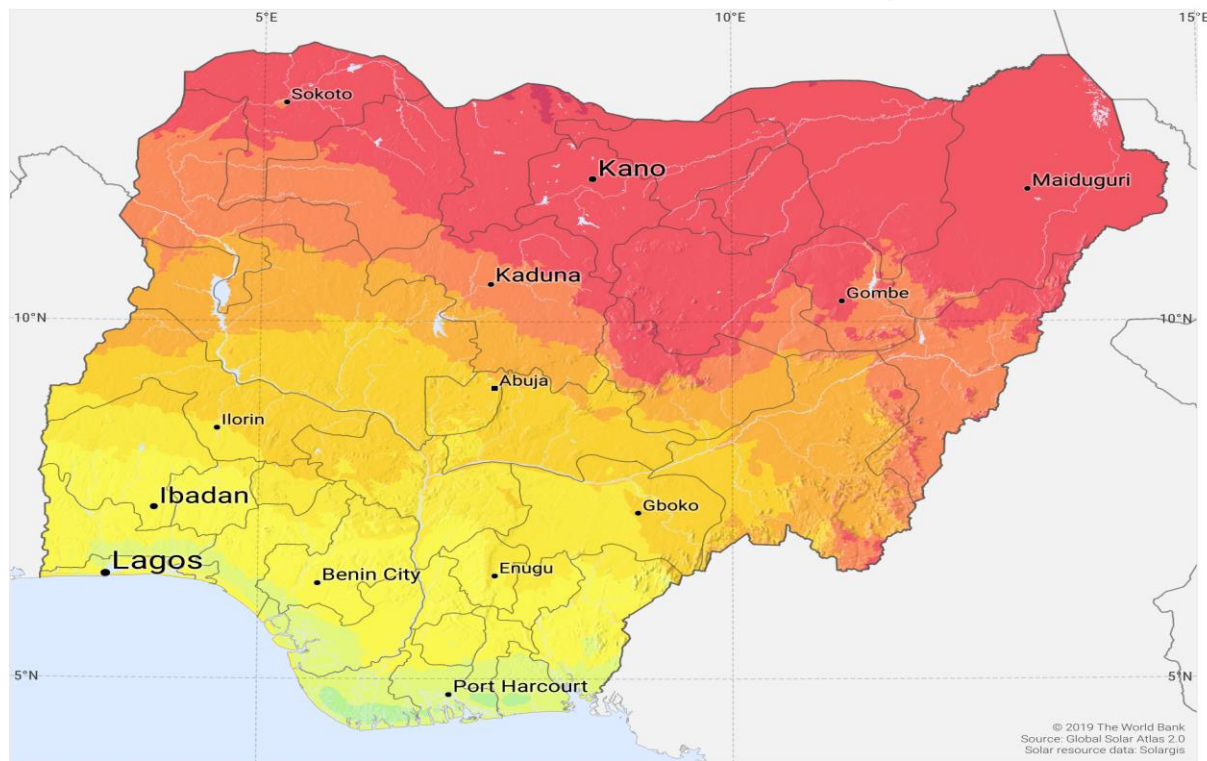 5°E
10°E
15°E
Sokoto
Kano
Maiduguri
Kaduna
Gombe
10°N
10°N
Abuja
Ilorin
Ibadan
Gboko
Lagos
Benin City
Enugu
5°N
5°N
Port Harcourt
© 2019 The World Bank
Source: Global Solar Atlas 2.0
Solar resource data: Solargis